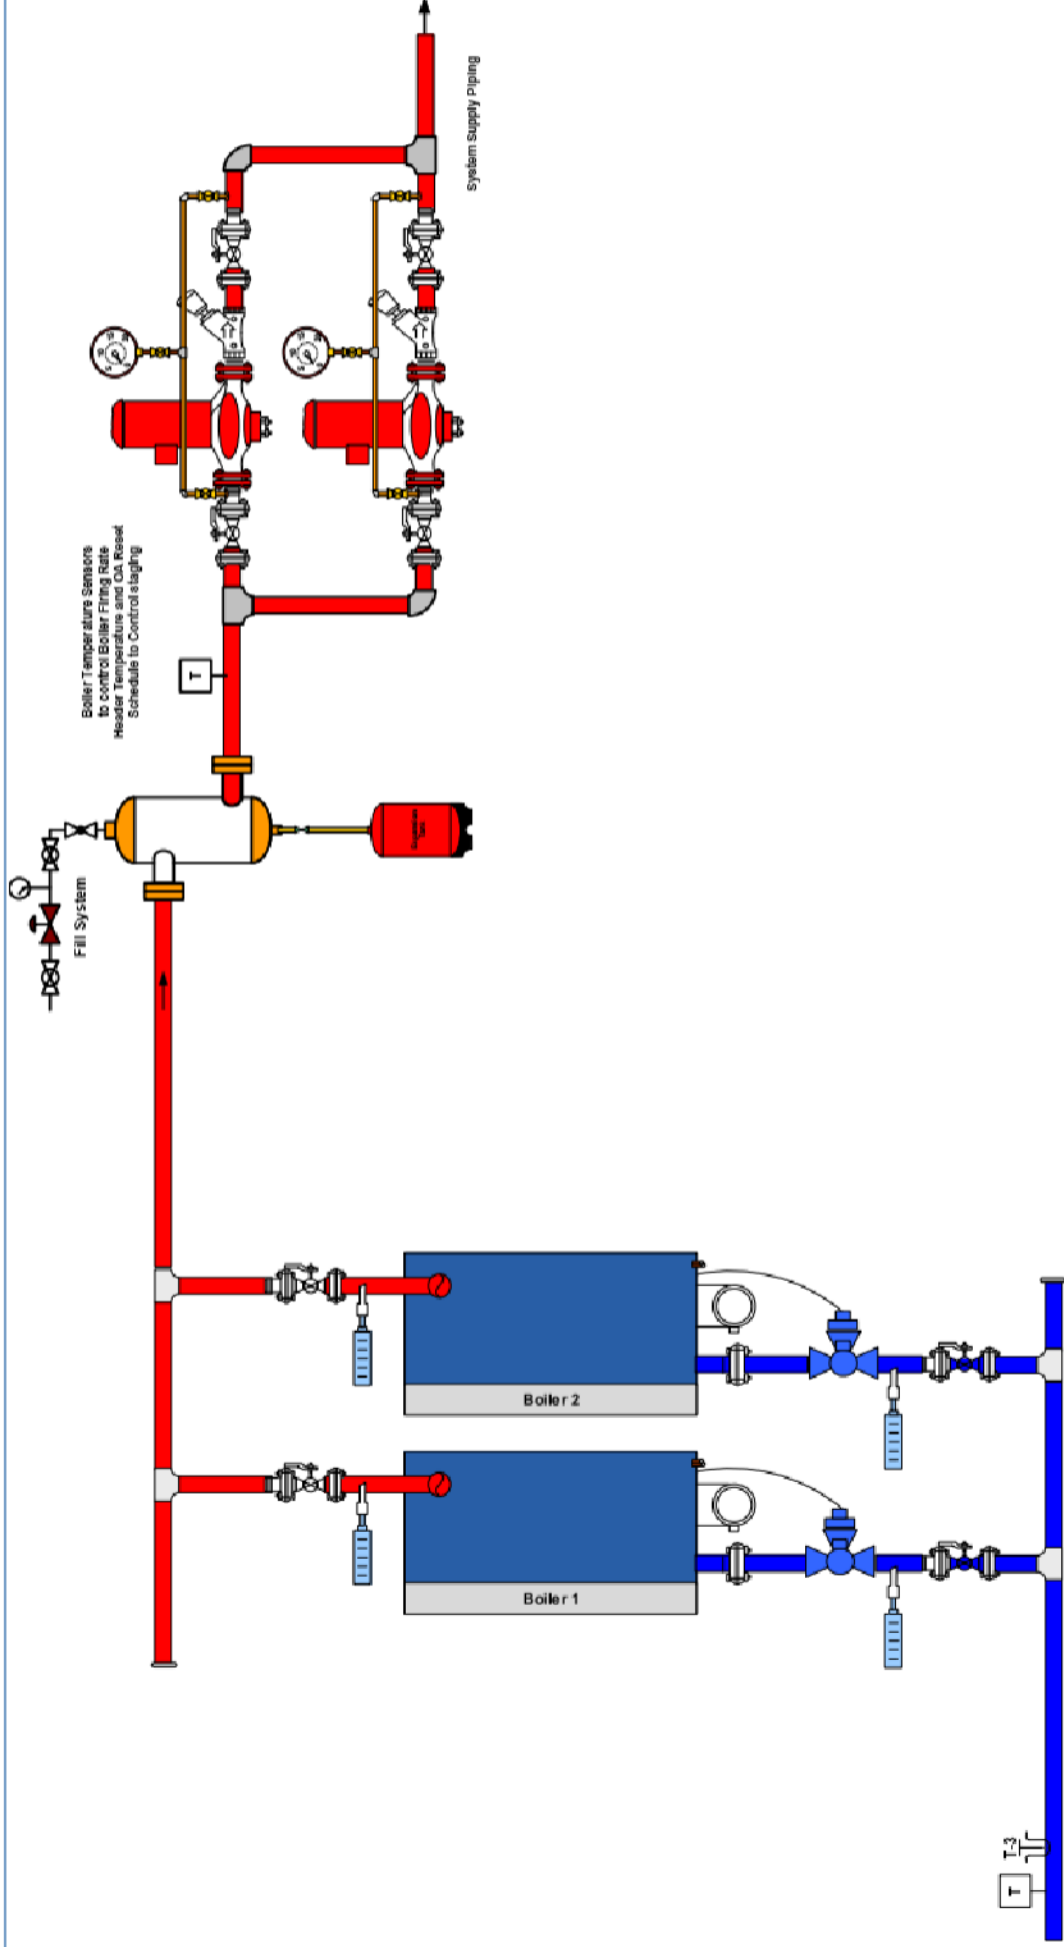 System Supply Piping
Boiler Temperature Sensors
to control Boiler Firing Rate
Header Temperature and OA Reset
Schedule to Control staging
T
Fill System
Boiler 2
Boiler 1
T-3
T